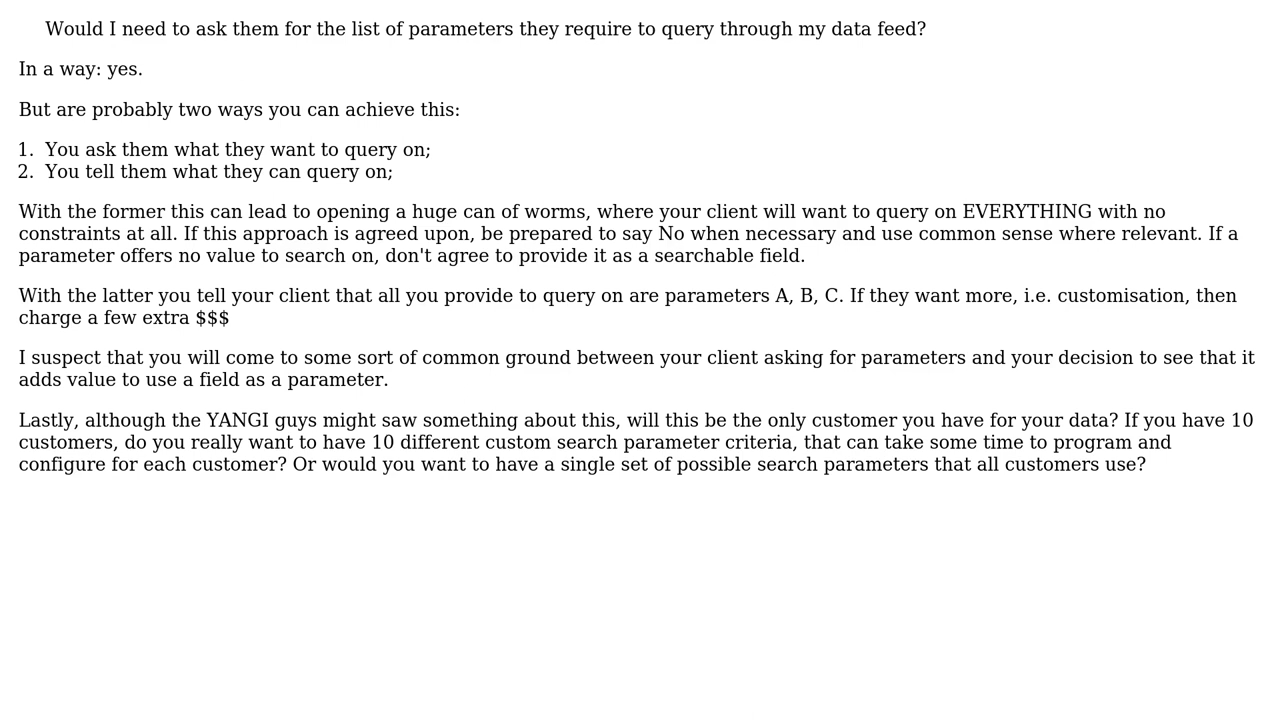 Would I need to ask them for the list of parameters they require to query through my data feed?
In a way: yes.
But are probably two ways you can achieve this:
1. You ask them what they want to query on;
2. You tell them what they can query on;
With the former this can lead to opening a huge can of worms, where your client will want to query on EVERYTHING with no
constraints at all. If this approach is agreed upon, be prepared to say No when necessary and use common sense where relevant. If a
parameter offers no value to search on, don't agree to provide it as a searchable field.
With the latter you tell your client that all you provide to query on are parameters A, B, C. If they want more, i.e. customisation, then
charge a few extra $$$
I suspect that you will come to some sort of common ground between your client asking for parameters and your decision to see that it
adds value to use a field as a parameter.
Lastly, although the YANGI guys might saw something about this, will this be the only customer you have for your data? If you have 10
customers, do you really want to have 10 different custom search parameter criteria, that can take some time to program and
configure for each customer? Or would you want to have a single set of possible search parameters that all customers use?